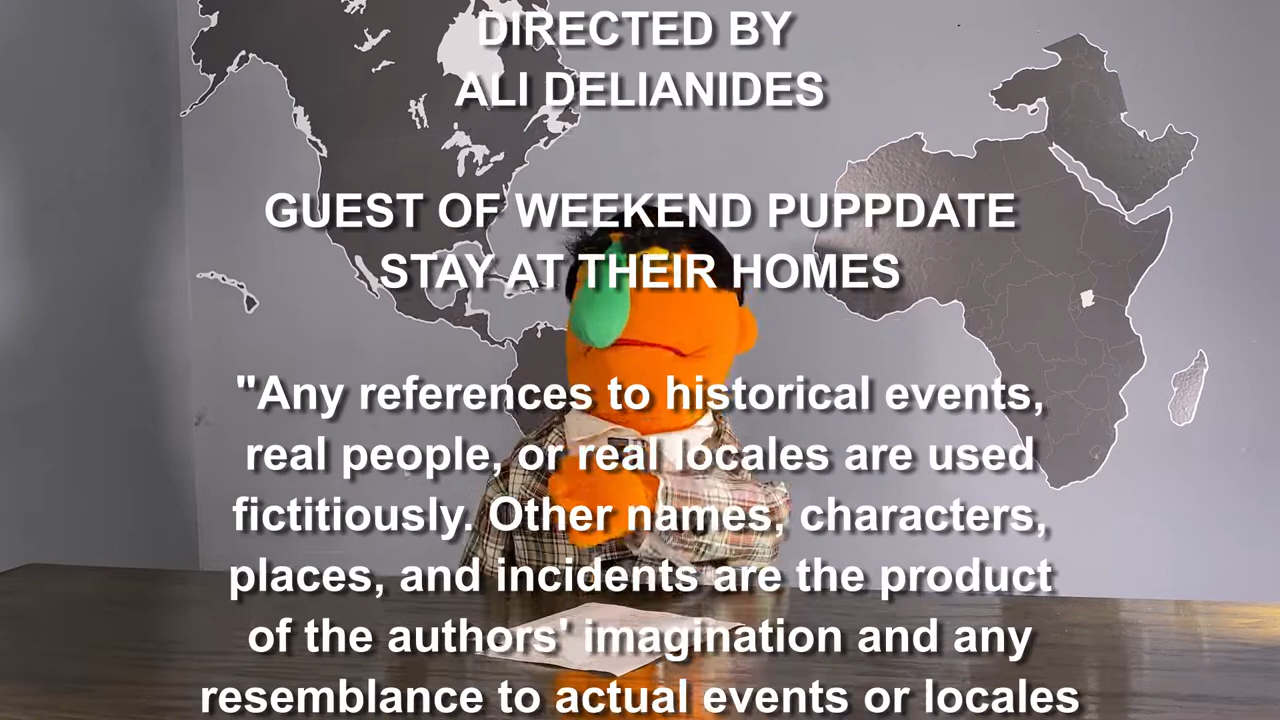 DIRECTED BY
ALI DELIANIDES
GUEST OF WEEKEND PUPPDATE
STAY AT THEIR HOMES
"Any references to historical events,
real people, or real locales are used
fictitiously. Other names, characters,
places, and incidents are the product
of the authors' imagination and any
resemblance to actual events or locales